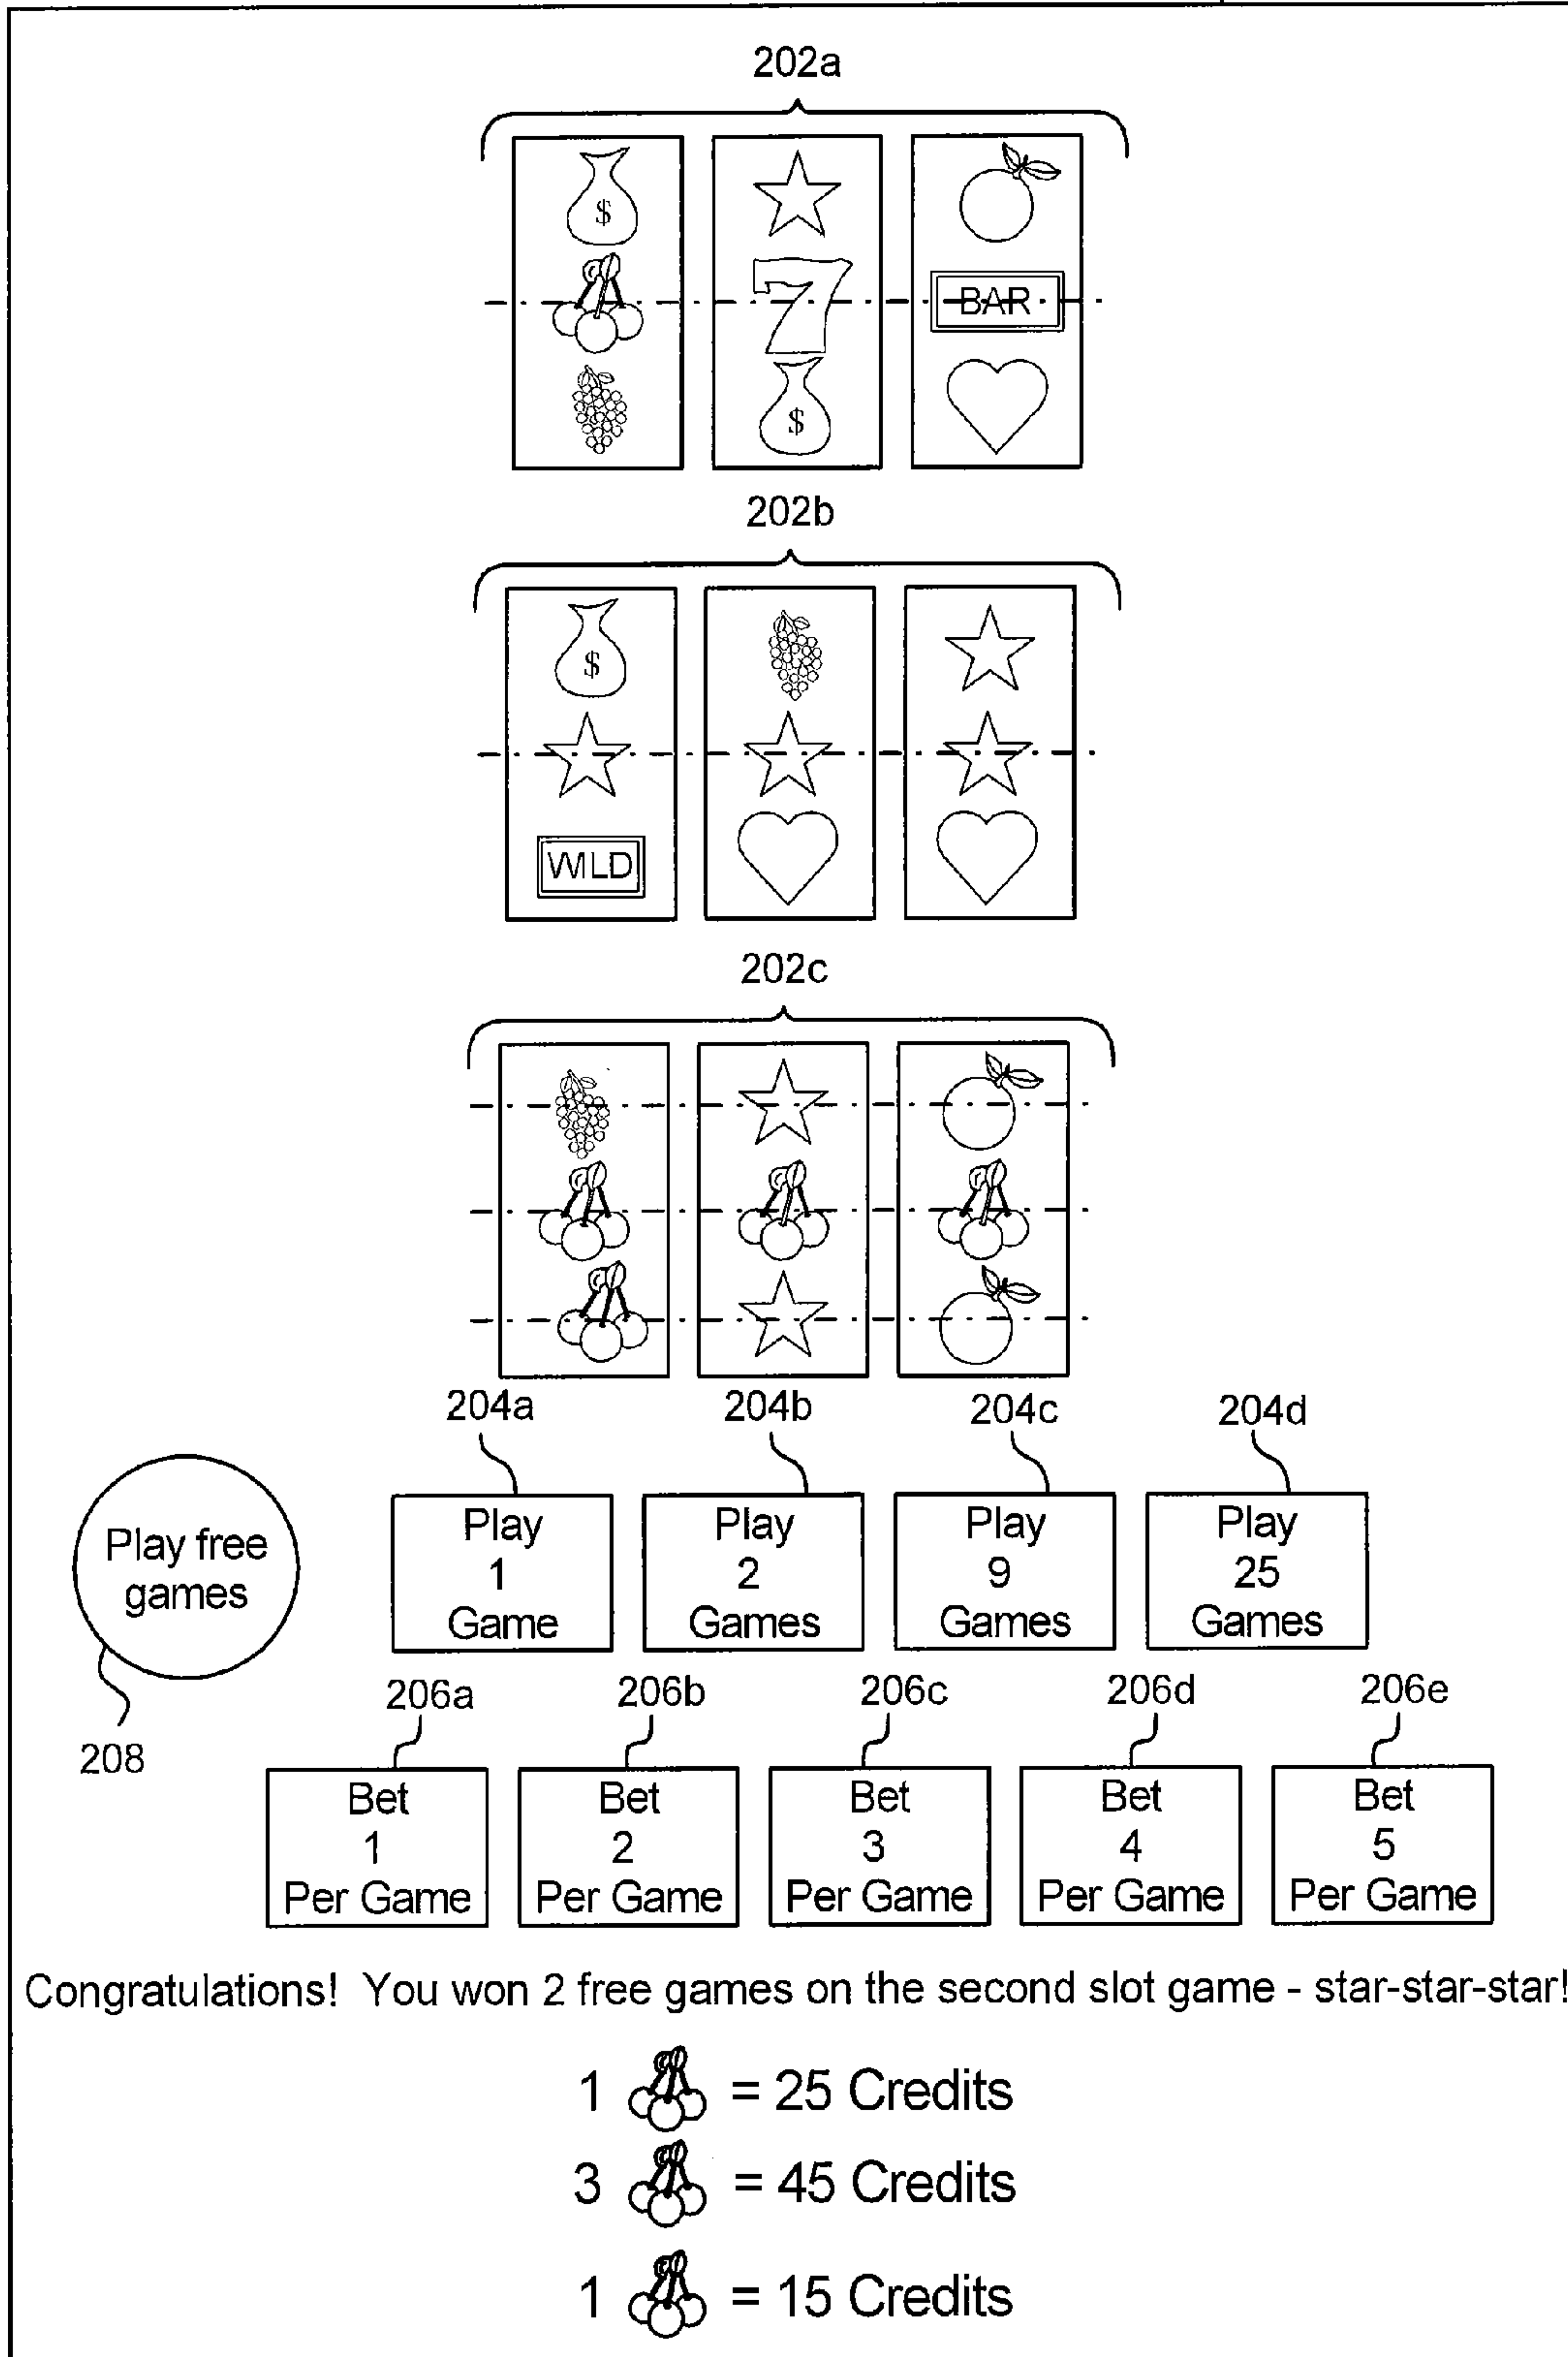 202a
$
BAR
7
$
202b
$
WILD
202c
204a 204b 204c 204d
Play free
games
Play
1
Game
Play
2
Games
Play
9
Games
Play
25
Games
208
206a 206b 206c 206d 206e
Bet
1
Per Game
Bet
2
Per Game
Bet
3
Per Game
Bet
4
Per Game
Bet
5
Per Game
Congratulations! You won 2 free games on the second slot game - star-star-star!
1 = 25 Credits
3 = 45 Credits
1 = 15 Credits